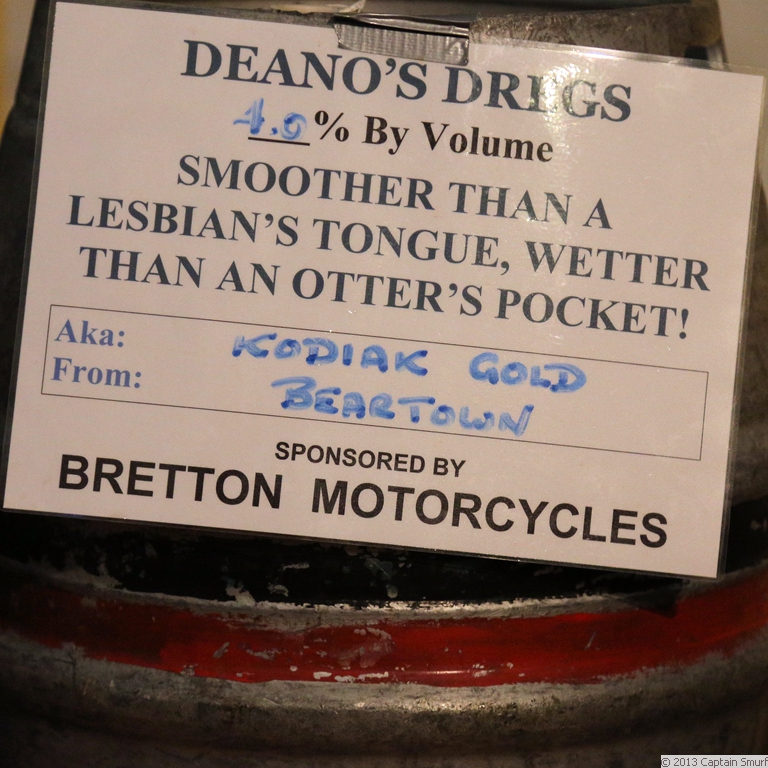 DEANO'S DREGS
4.0% By Volume
SMOOTHER THAN A
LESBIAN'S TONGUE, WETTER
THAN AN OTTER'S POCKET!
Aka: KODIAK GOLD
From: BEARTOWN
SPONSORED BY
BRETTON MOTORCYCLES
© 2013 Captain Smurf